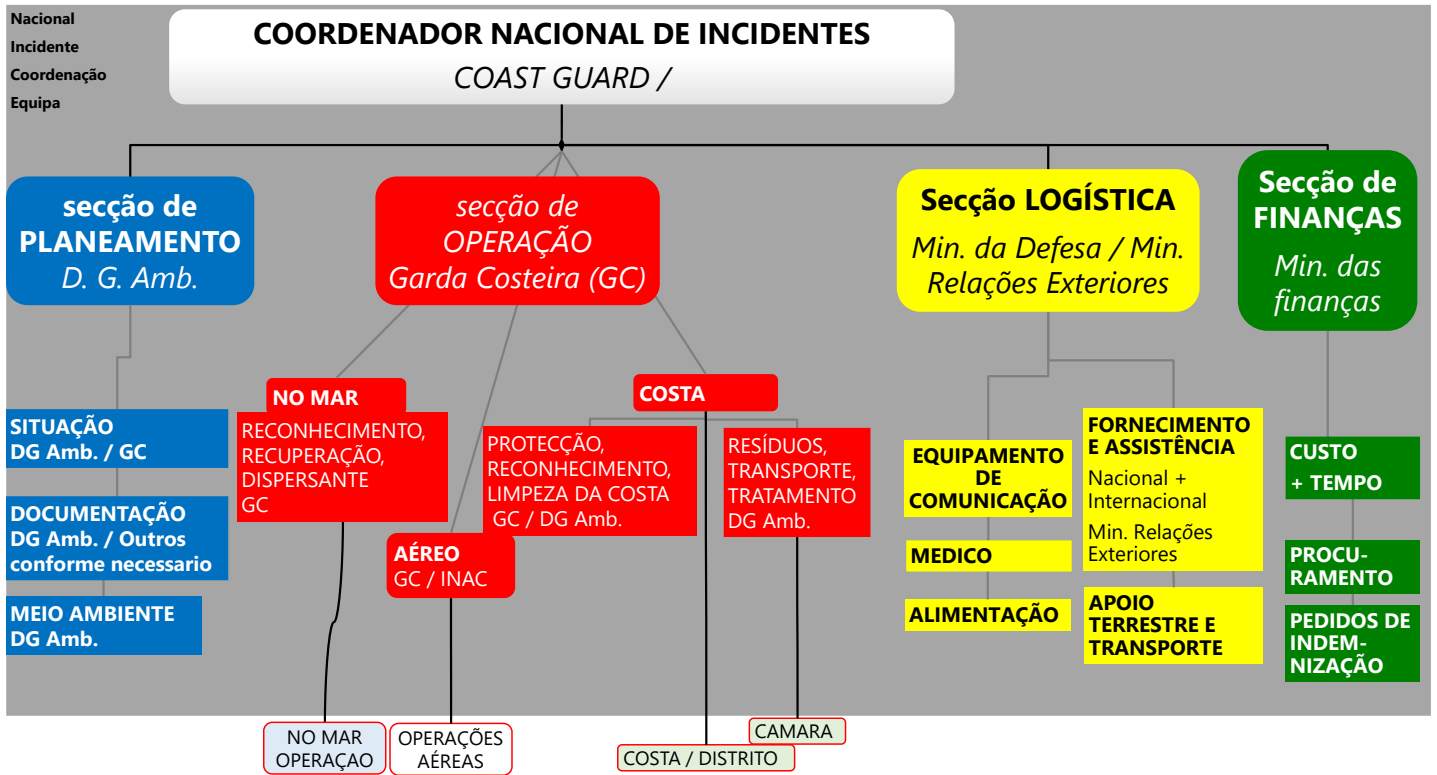 Nacional
Incidente
Coordenação
Equipa
COORDENADOR NACIONAL DE INCIDENTES
COAST GUARD /
secção de
PLANEAMENTO
D. G. Amb.
secção de
OPERAÇÃO
Garda Costeira (GC)
Secção LOGÍSTICA
Min. da Defesa / Min.
Relações Exteriores
Secção de
FINANÇAS
Min. das
finanças
SITUAÇÃO
DG Amb. / GC
DOCUMENTAÇÃO
DG Amb. / Outros
conforme necessario
MEIO AMBIENTE
DG Amb.
NO MAR
RECONHECIMENTO,
RECUPERAÇÃO,
DISPERSANTE
GC
AÉREO
GC / INAC
COSTA
PROTECÇÃO,
RECONHECIMENTO,
LIMPEZA DA COSTA
GC / DG Amb.
RESÍDUOS,
TRANSPORTE,
TRATAMENTO
DG Amb.
EQUIPAMENTO
DE
COMUNICAÇÃO
MEDICO
ALIMENTAÇÃO
FORNECIMENTO
E ASSISTÊNCIA
Nacional +
Internacional
Min. Relações
Exteriores
APOIO
TERRESTRE E
TRANSPORTE
CUSTO
+ TEMPO
PROCU-
RAMENTO
PEDIDOS DE
INDEM-
NIZAÇÃO
NO MAR
OPERAÇAO
OPERAÇÕES
AÉREAS
COSTA / DISTRITO
CAMARA